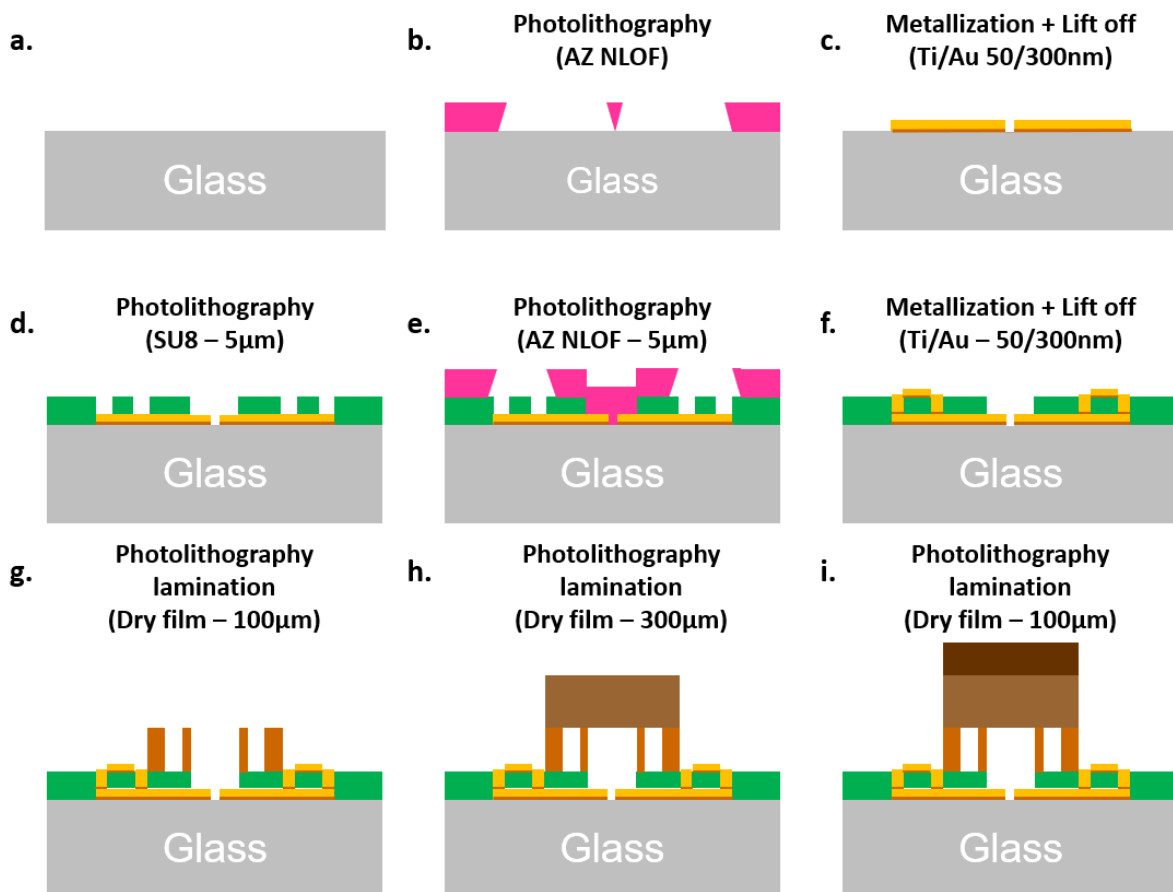 a.
b.
Photolithography
(AZ NLOF)
c.
Metallization + Lift off
(Ti/Au 50/300nm)
Glass
Glass
Glass
d.
Photolithography
(SU8 – 5µm)
e.
Photolithography
(AZ NLOF – 5µm)
f.
Metallization + Lift off
(Ti/Au – 50/300nm)
Glass
Glass
Glass
g.
Photolithography
lamination
(Dry film – 100µm)
h.
Photolithography
lamination
(Dry film – 300µm)
i.
Photolithography
lamination
(Dry film – 100µm)
Glass
Glass
Glass